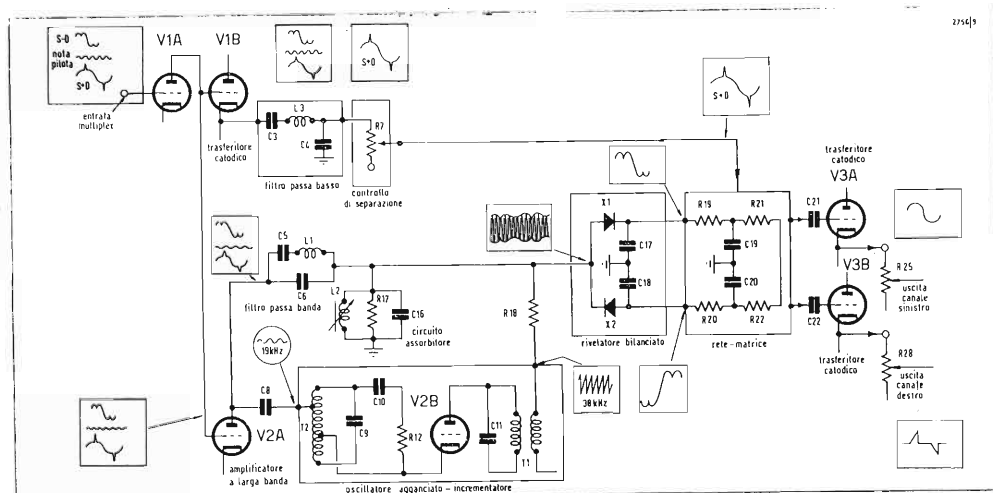 2756/9
S-D
nota
pilota
S+D
V1A
V1B
S+D
entrata
multiplex
trasferitore
catodico
C3
L3
C4
R7
filtro passa basso
controllo
di separazione
S+D
trasferitore
catodico
V3A
X1
C17
C18
X2
rivelatore bilanciato
R19
R21
C19
C20
R20
R22
rete-matrice
C21
V3B
C22
R25
uscita
canale
sinistro
trasferitore
catodico
R28
uscita
canale
destro
C5
L1
C6
filtro passa banda
L2
R17
C16
circuito
assorbitore
R18
19kHz
38 kHz
C8
V2A
amplificatore
a larga banda
T2
C9
C10
R12
V2B
C11
T1
oscillatore agganciato - incrementatore